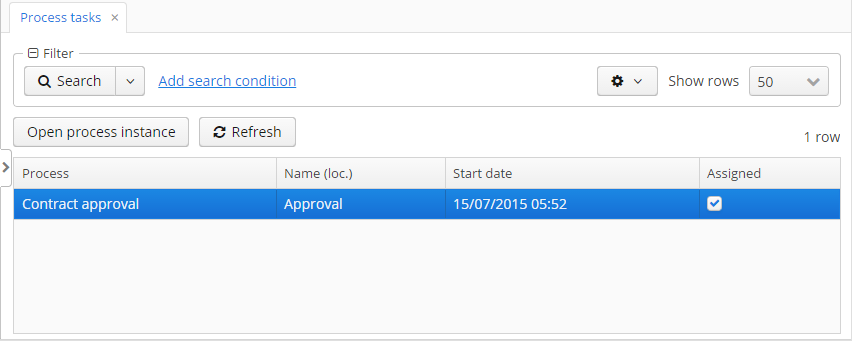 Process tasks ×
Filter
Search Add search condition Show rows 50
Open process instance Refresh 1 row
Process Name (loc.) Start date Assigned
Contract approval Approval 15/07/2015 05:52